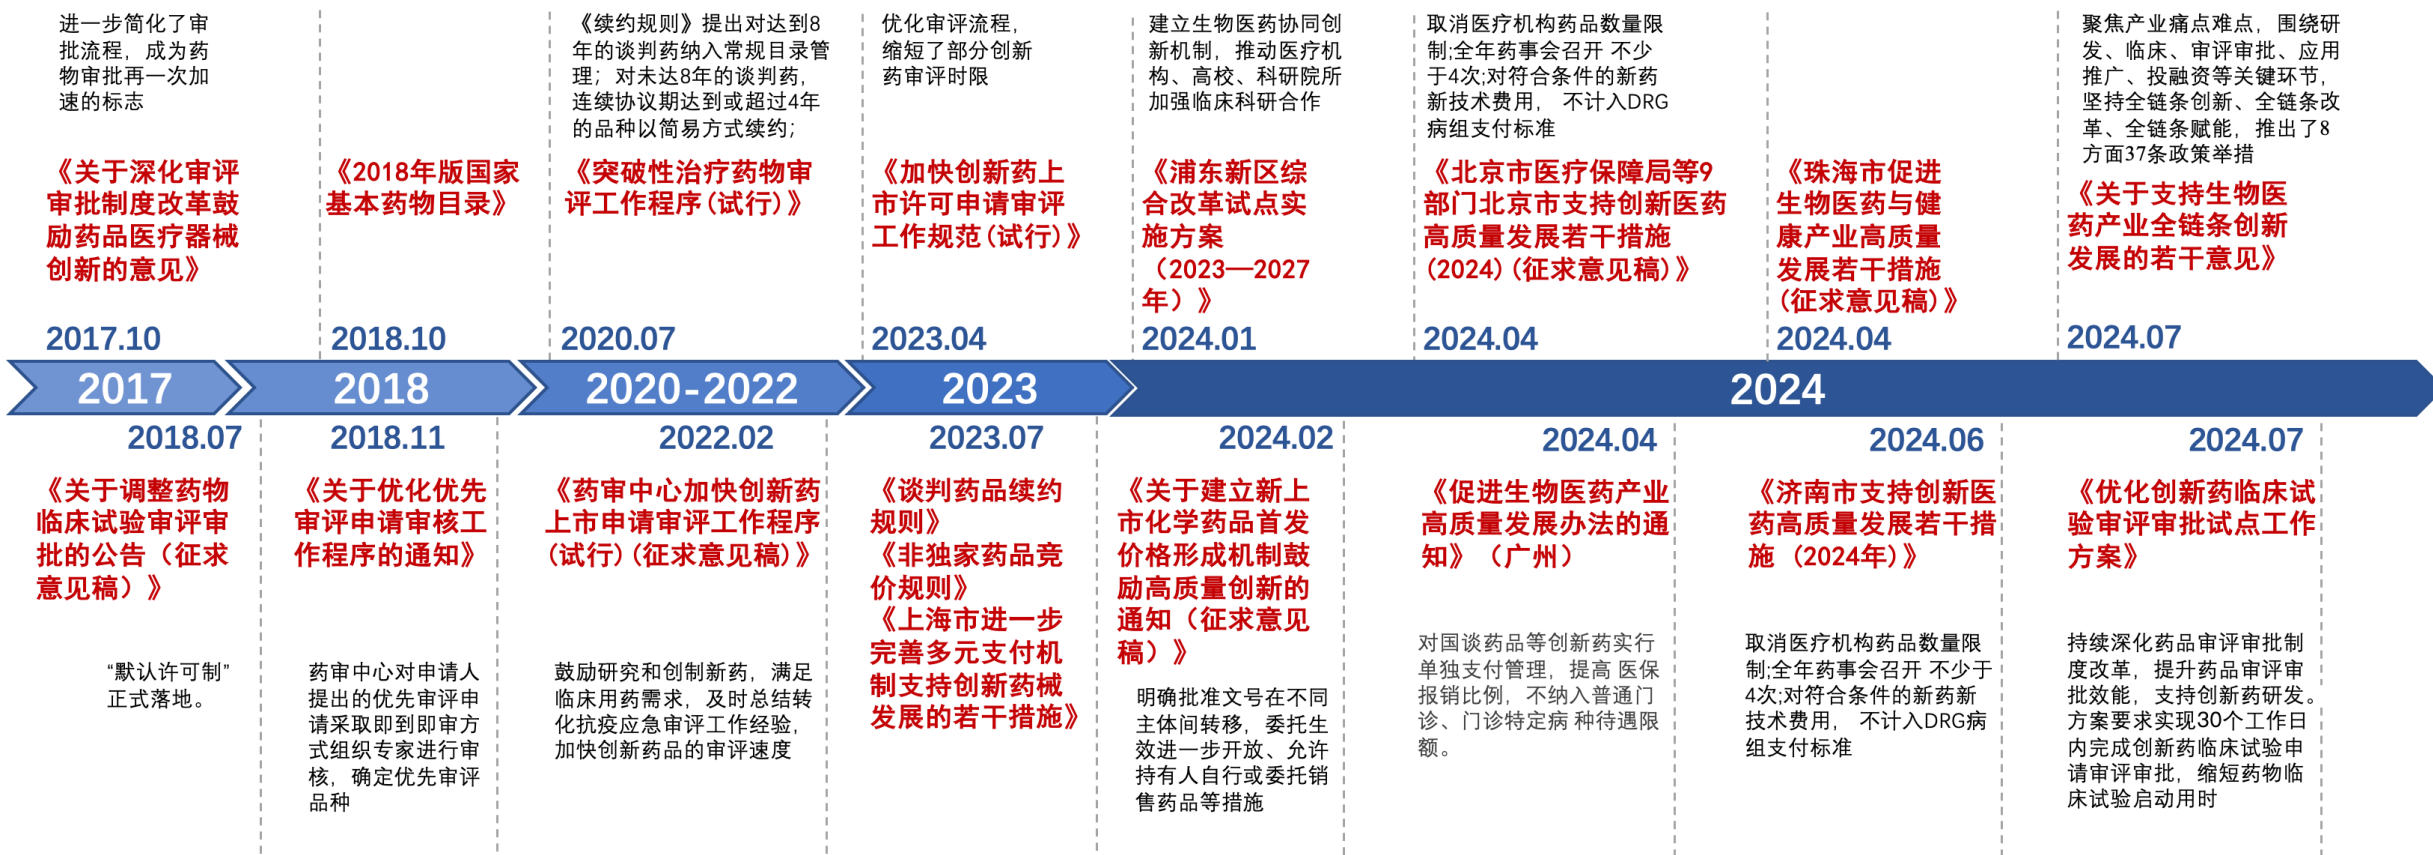 进一步简化了审
批流程，成为药
物审批再一次加
速的标志
《关于深化审评
审批制度改革鼓
励药品医疗器械
创新的意见》
2017.10
《2018年版国家
基本药物目录》
2018.10
《续约规则》提出对达到8
年的谈判药纳入常规目录管
理；对未达8年的谈判药，
连续协议期达到或超过4年
的品种以简易方式续约；
《突破性治疗药物审
评工作程序(试行)》
2020.07
优化审评流程，
缩短了部分创新
药审评时限
《加快创新药上
市许可申请审评
工作规范(试行)》
2023.04
建立生物医药协同创
新机制，推动医疗机
构、高校、科研院所
加强临床科研合作
《浦东新区综
合改革试点实
施方案
（2023—2027
年）》
2024.01
取消医疗机构药品数量限
制;全年药事会召开 不少
于4次;对符合条件的新药
新技术费用， 不计入DRG
病组支付标准
《北京市医疗保障局等9
部门北京市支持创新医药
高质量发展若干措施
(2024)(征求意见稿)》
2024.04
《珠海市促进
生物医药与健
康产业高质量
发展若干措施
(征求意见稿)》
2024.04
聚焦产业痛点难点，围绕研
发、临床、审评审批、应用
推广、投融资等关键环节，
坚持全链条创新、全链条改
革、全链条赋能，推出了8
方面37条政策举措
《关于支持生物医
药产业全链条创新
发展的若干意见》
2024.07
2017
2018
2020-2022
2023
2024
2018.07
《关于调整药物
临床试验审评审
批的公告（征求
意见稿）》
“默认许可制”
正式落地。
2018.11
《关于优化优先
审评申请审核工
作程序的通知》
药审中心对申请人
提出的优先审评申
请采取即到即审方
式组织专家进行审
核，确定优先审评
品种
2022.02
《药审中心加快创新药
上市申请审评工作程序
(试行)(征求意见稿)》
鼓励研究和创制新药，满足
临床用药需求，及时总结转
化抗疫应急审评工作经验，
加快创新药品的审评速度
2023.07
《谈判药品续约
规则》
《非独家药品竞
价规则》
《上海市进一步
完善多元支付机
制支持创新药械
发展的若干措施》
2024.02
《关于建立新上
市化学药品首发
价格形成机制鼓
励高质量创新的
通知（征求意见
稿）》
明确批准文号在不同
主体间转移，委托生
效进一步开放、允许
持有人自行或委托销
售药品等措施
2024.04
《促进生物医药产业
高质量发展办法的通
知》（广州）
对国谈药品等创新药实行
单独支付管理，提高 医保
报销比例，不纳入普通门
诊、门诊特定病 种待遇限
额。
2024.06
《济南市支持创新医
药高质量发展若干措
施 (2024年)》
取消医疗机构药品数量限
制;全年药事会召开 不少于
4次;对符合条件的新药新
技术费用， 不计入DRG病
组支付标准
2024.07
《优化创新药临床试
验审评审批试点工作
方案》
持续深化药品审评审批制
度改革，提升药品审评审
批效能，支持创新药研发。
方案要求实现30个工作日
内完成创新药临床试验申
请审评审批，缩短药物临
床试验启动用时